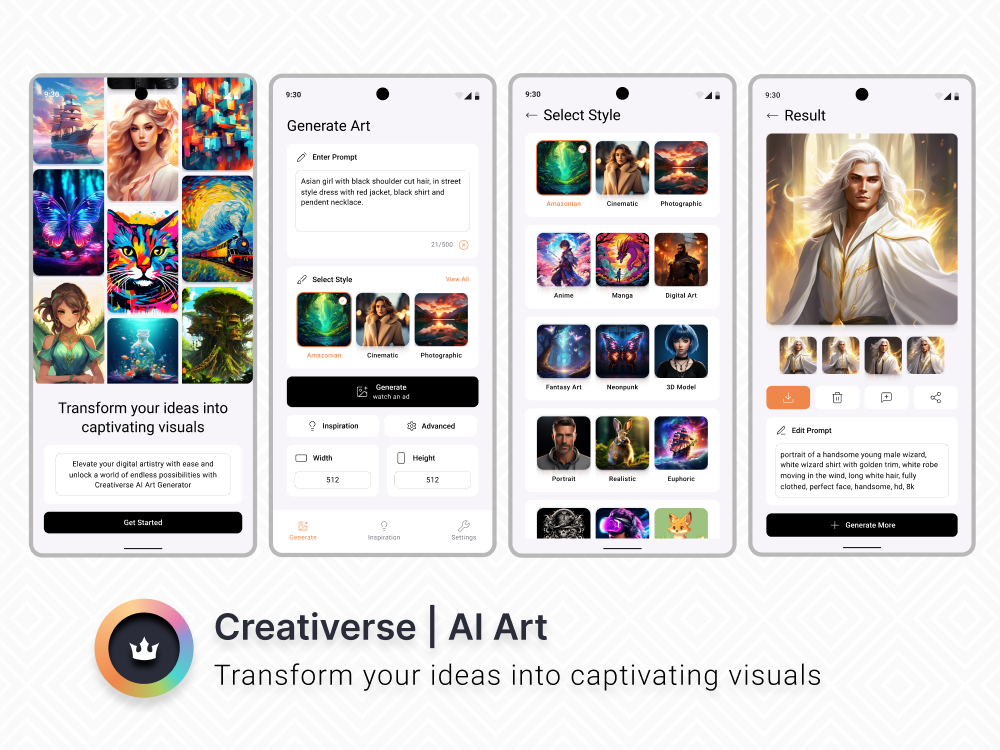 9:30
Transform your ideas into
captivating visuals
Elevate your digital artistry with ease and
unlock a world of endless possibilities with
Creativerse AI Art Generator
Get Started
9:30
Generate Art
Enter Prompt
Asian girl with black shoulder cut hair, in street
style dress with red jacket, black shirt and
pendent necklace.
21/500
Select Style
View All
Amazonian
Cinematic
Photographic
Generate
watch an ad
Inspiration
Advanced
Width
Height
512
512
Generate
Inspiration
Settings
9:30
Select Style
Amazonian
Cinematic
Photographic
Anime
Manga
Digital Art
Fantasy Art
Neonpunk
3D Model
Portrait
Realistic
Euphoric
9:30
Result
Edit Prompt
portrait of a handsome young male wizard,
white wizard shirt with golden trim, white robe
moving in the wind, long white hair, fully
clothed, perfect face, handsome, hd, 8k
Generate More
Creativerse | AI Art
Transform your ideas into captivating visuals